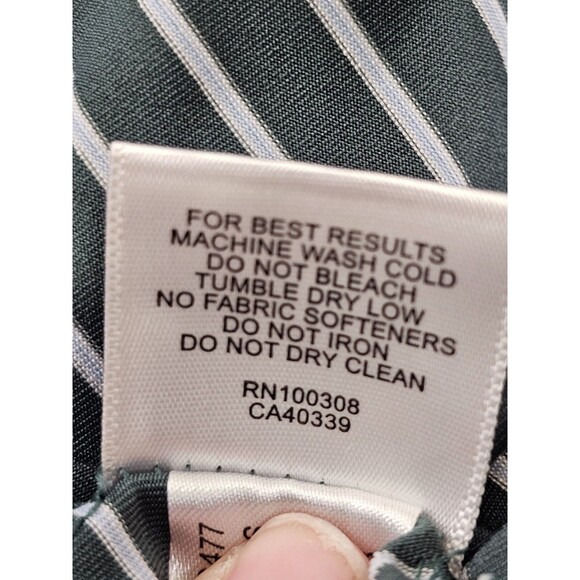 FOR BEST RESULTS
MACHINE WASH COLD
DO NOT BLEACH
TUMBLE DRY LOW
NO FABRIC SOFTENERS
DO NOT IRON
DO NOT DRY CLEAN
RN100308
CA40339